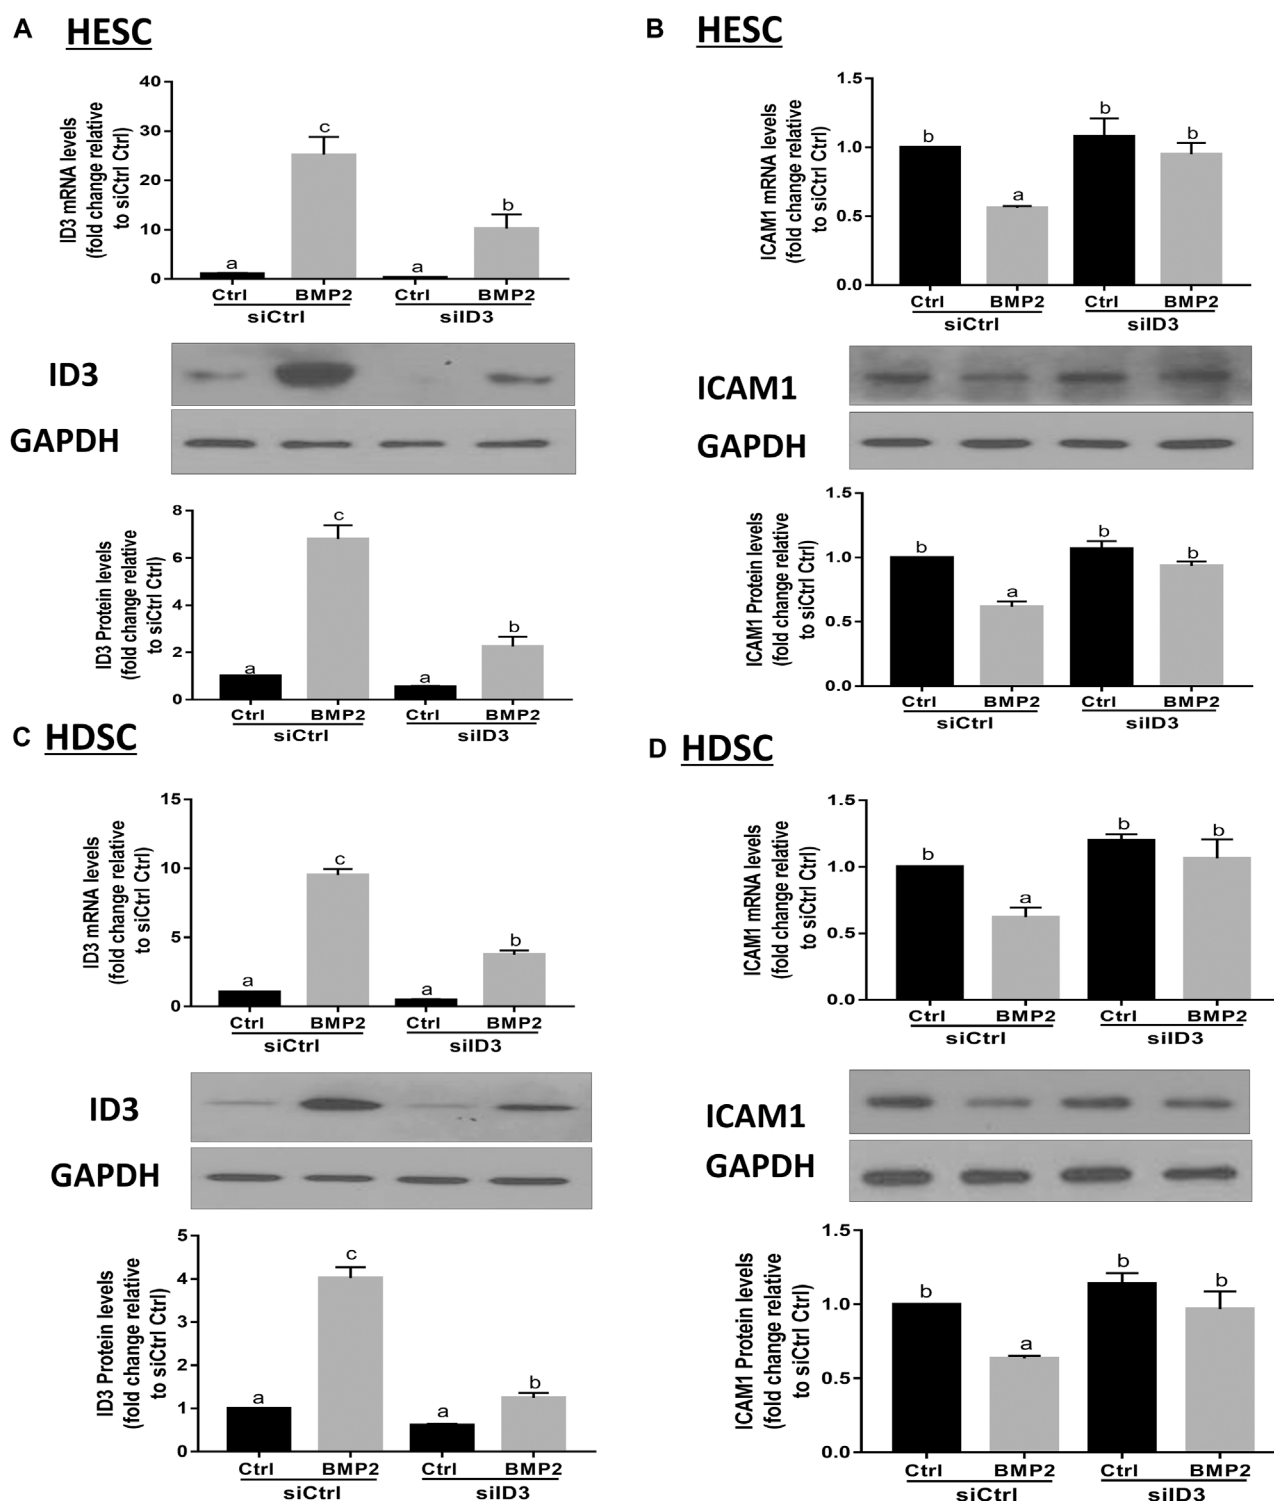 A HESC
ID3 mRNA levels
(fold change relative
to siCtrl Ctrl)
40
30
20
10
0
a
c
a
b
Ctrl BMP2 Ctrl BMP2
siCtrl siID3
ID3
GAPDH
ID3 Protein levels
(fold change relative
to siCtrl Ctrl)
8
6
4
2
0
a
c
a
b
Ctrl BMP2 Ctrl BMP2
siCtrl siID3
B HESC
ICAM1 mRNA levels
(fold change relative
to siCtrl Ctrl)
1.5
1.0
0.5
0.0
b
a
b
b
Ctrl BMP2 Ctrl BMP2
siCtrl siID3
ICAM1
GAPDH
ICAM1 Protein levels
(fold change relative
to siCtrl Ctrl)
1.5
1.0
0.5
0.0
b
a
b
b
Ctrl BMP2 Ctrl BMP2
siCtrl siID3
C HDSC
ID3 mRNA levels
(fold change relative
to siCtrl Ctrl)
15
10
5
0
a
c
a
b
Ctrl BMP2 Ctrl BMP2
siCtrl siID3
ID3
GAPDH
ID3 Protein levels
(fold change relative
to siCtrl Ctrl)
5
4
3
2
1
0
a
c
a
b
Ctrl BMP2 Ctrl BMP2
siCtrl siID3
D HDSC
ICAM1 mRNA levels
(fold change relative
to siCtrl Ctrl)
1.5
1.0
0.5
0.0
b
a
b
b
Ctrl BMP2 Ctrl BMP2
siCtrl siID3
ICAM1
GAPDH
ICAM1 Protein levels
(fold change relative
to siCtrl Ctrl)
1.5
1.0
0.5
0.0
b
a
b
b
Ctrl BMP2 Ctrl BMP2
siCtrl siID3